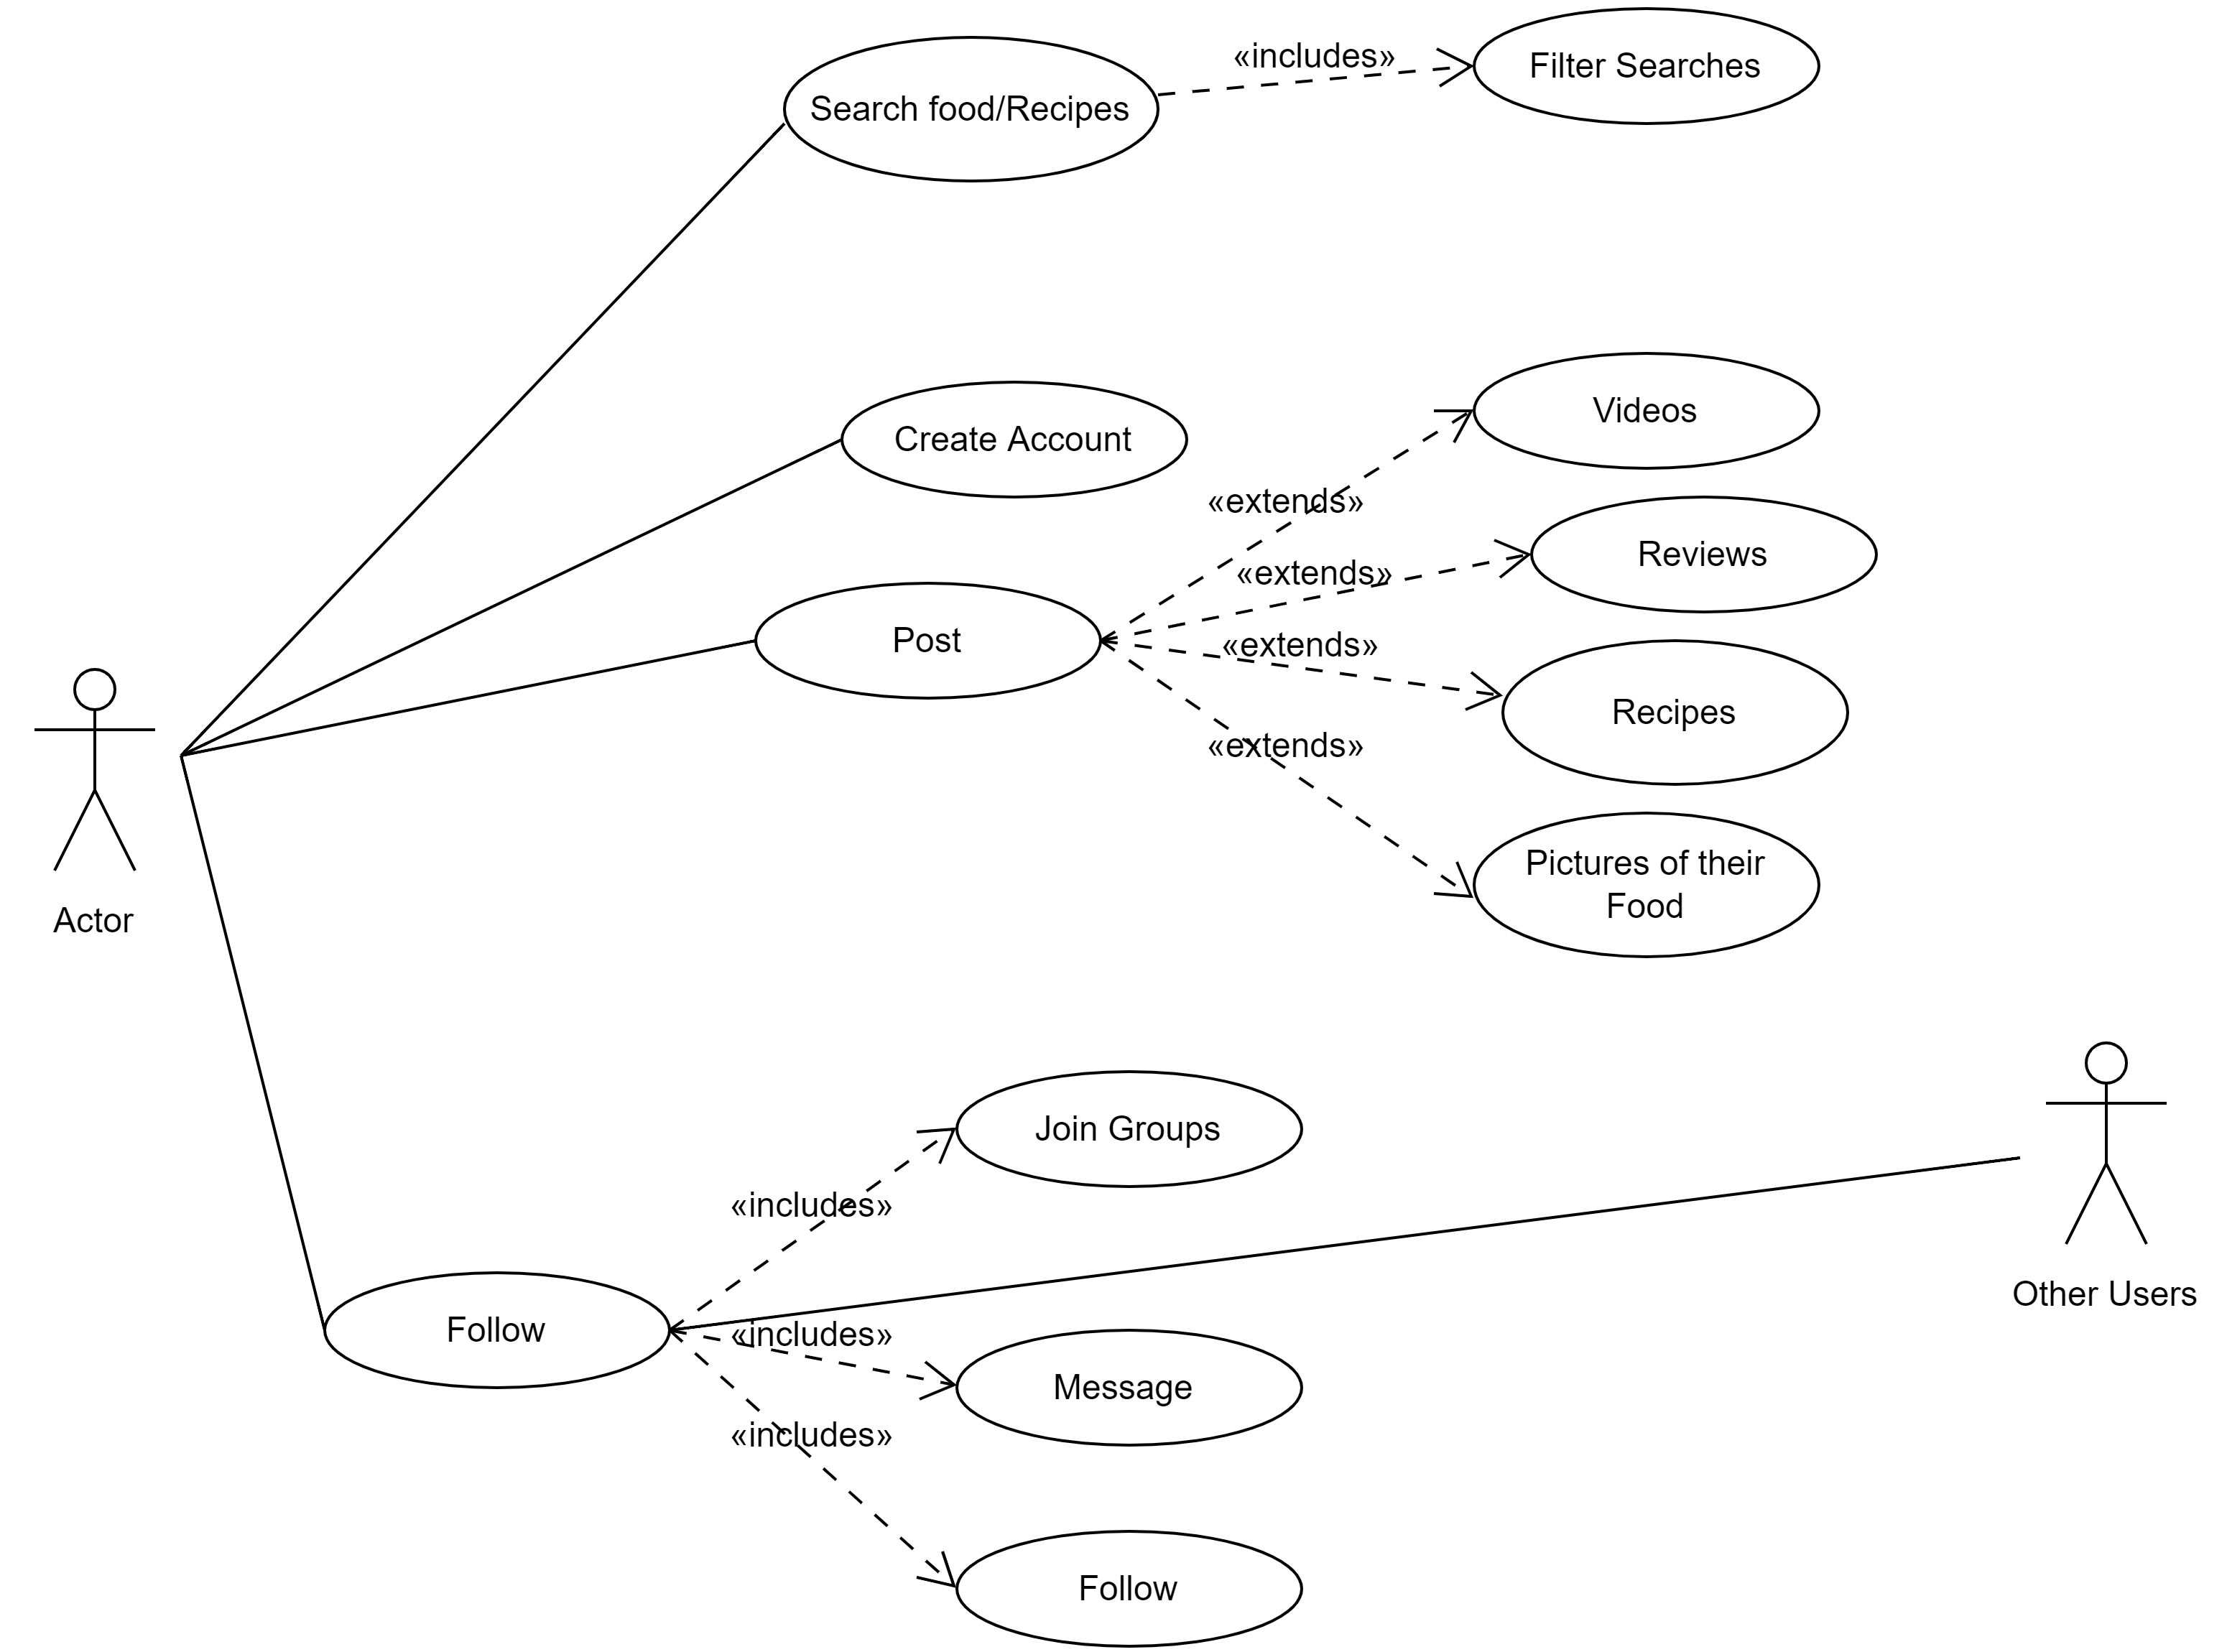 «includes»
Filter Searches
Search food/Recipes
Videos
Create Account
«extends»
Reviews
«extends»
Post
«extends»
Recipes
«extends»
Pictures of their
Food
Actor
Join Groups
«includes»
Other Users
Follow
«includes»
Message
«includes»
Follow